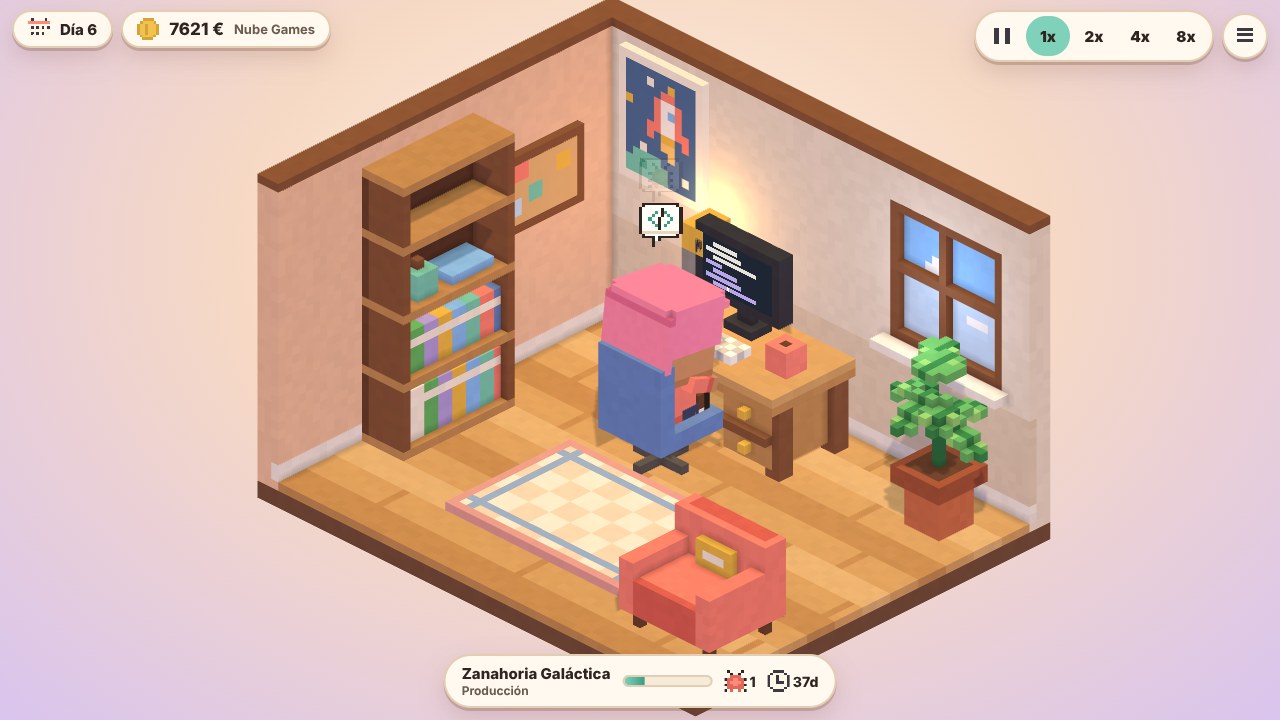 Día 6
7621 € Nube Games
1x 2x 4x 8x
</>
Zanahoria Galáctica
Producción
1
37d